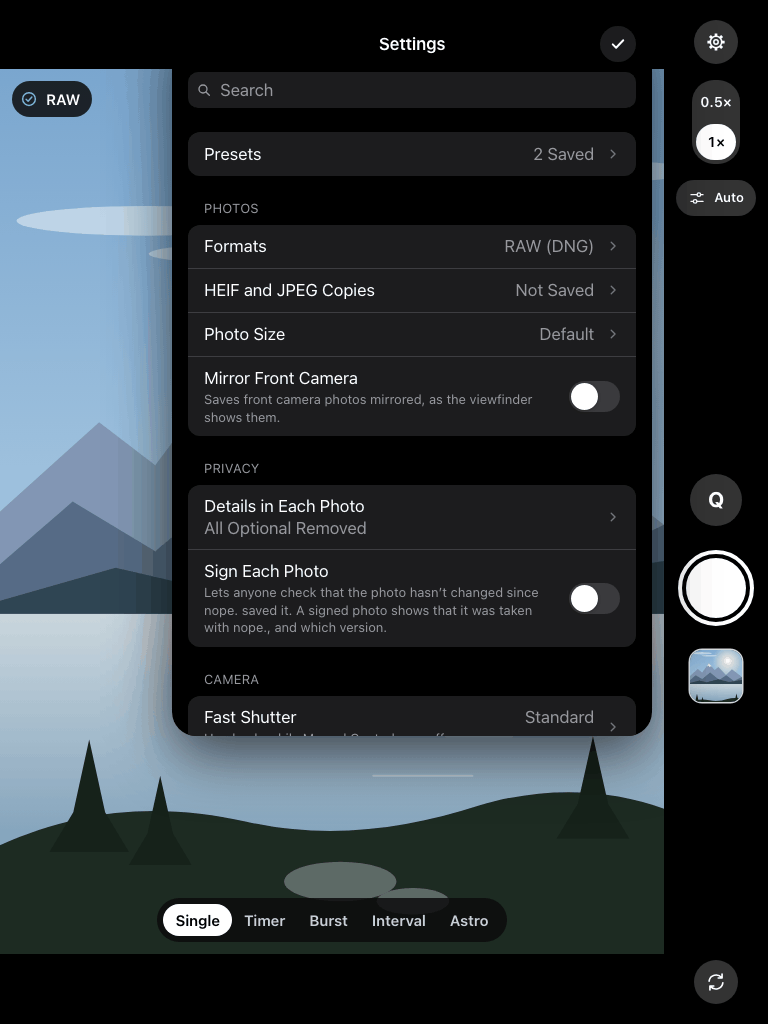 Settings
RAW
Search
0.5×
1×
Auto
Presets
2 Saved
PHOTOS
Formats
RAW (DNG)
HEIF and JPEG Copies
Not Saved
Photo Size
Default
Mirror Front Camera
Saves front camera photos mirrored, as the viewfinder
shows them.
PRIVACY
Details in Each Photo
All Optional Removed
Q
Sign Each Photo
Lets anyone check that the photo hasn’t changed since
nope. saved it. A signed photo shows that it was taken
with nope., and which version.
CAMERA
Fast Shutter
Standard
Single
Timer
Burst
Interval
Astro